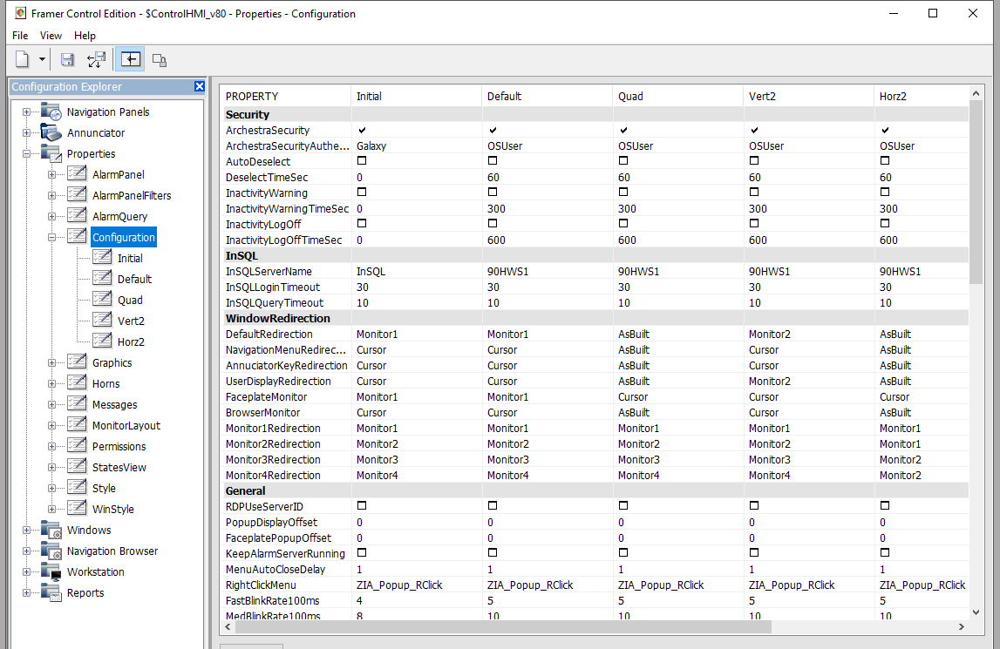 Framer Control Edition - $ControlHMI_v80 - Properties - Configuration
File View Help
Configuration Explorer
Navigation Panels
Annunciator
Properties
AlarmPanel
AlarmPanelFilters
AlarmQuery
Configuration
Initial
Default
Quad
Vert2
Horz2
Graphics
Horns
Messages
MonitorLayout
Permissions
StatesView
Style
WinStyle
Windows
Navigation Browser
Workstation
Reports
PROPERTY Initial Default Quad Vert2 Horz2
Security
ArchestraSecurity
ArchestraSecurityAuthe... Galaxy OSUser OSUser OSUser OSUser
AutoDeselect
DeselectTimeSec 0 60 60 60 60
InactivityWarning
InactivityWarningTimeSec 0 300 300 300 300
InactivityLogOff
InactivityLogOffTimeSec 0 600 600 600 600
InSQL
InSQLServerName InSQL 90HWS1 90HWS1 90HWS1 90HWS1
InSQLLoginTimeout 30 30 30 30 30
InSQLQueryTimeout 10 10 10 10 10
WindowRedirection
DefaultRedirection Monitor1 Monitor1 AsBuilt Monitor2 AsBuilt
NavigationMenuRedirec... Cursor Cursor AsBuilt Cursor AsBuilt
AnnuciatorKeyRedirection Cursor Cursor AsBuilt Cursor AsBuilt
UserDisplayRedirection Cursor Cursor AsBuilt Monitor2 AsBuilt
FaceplateMonitor Monitor1 Monitor1 Cursor Cursor Cursor
BrowserMonitor Cursor Cursor AsBuilt Cursor AsBuilt
Monitor1Redirection Monitor1 Monitor1 Monitor1 Monitor1 Monitor1
Monitor2Redirection Monitor2 Monitor2 Monitor2 Monitor2 Monitor1
Monitor3Redirection Monitor3 Monitor3 Monitor3 Monitor3 Monitor2
Monitor4Redirection Monitor4 Monitor4 Monitor4 Monitor4 Monitor2
General
RDPUseServerID
PopupDisplayOffset 0 0 0 0 0
FaceplatePopupOffset 0 0 0 0 0
KeepAlarmServerRunning
MenuAutoCloseDelay 1 1 1 1 1
RightClickMenu ZIA_Popup_RClick ZIA_Popup_RClick ZIA_Popup_RClick ZIA_Popup_RClick ZIA_Popup_RClick
FastBlinkRate100ms 4 5 5 5 5
MedBlinkRate100ms 8 10 10 10 10